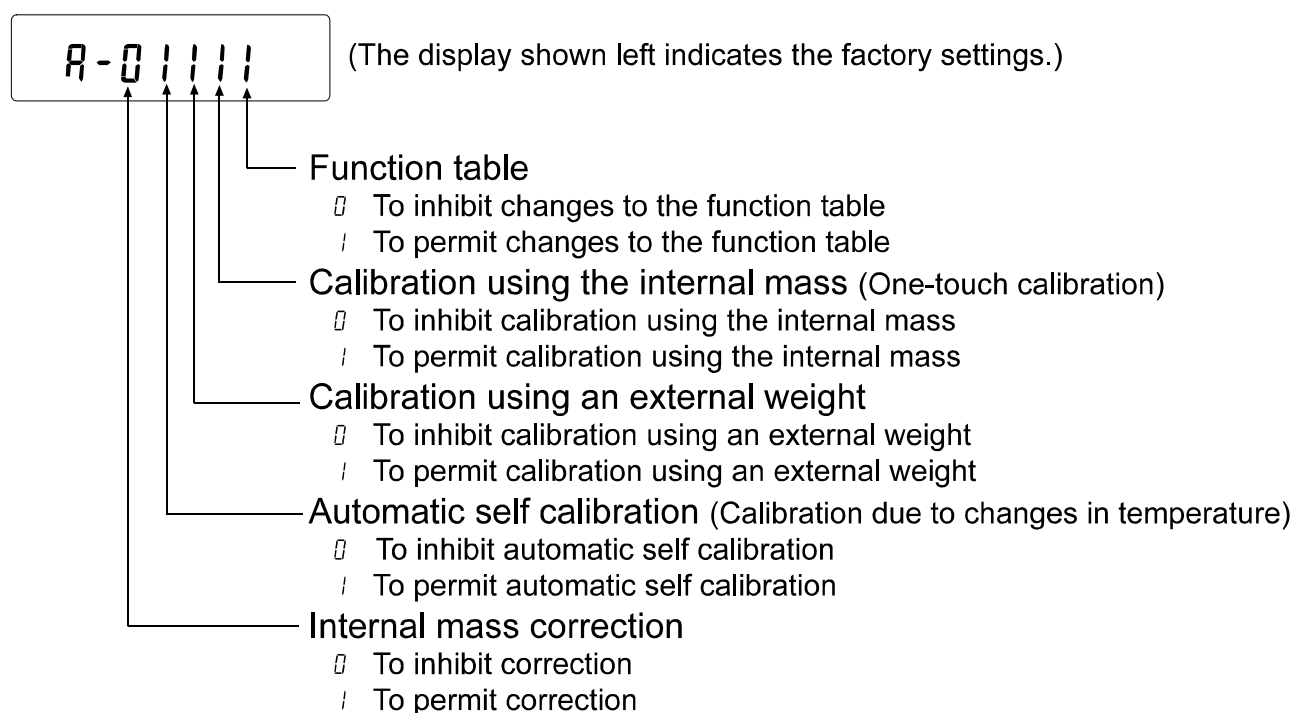 A-01111 (The display shown left indicates the factory settings.)
Function table
0 To inhibit changes to the function table
1 To permit changes to the function table
Calibration using the internal mass (One-touch calibration)
0 To inhibit calibration using the internal mass
1 To permit calibration using the internal mass
Calibration using an external weight
0 To inhibit calibration using an external weight
1 To permit calibration using an external weight
Automatic self calibration (Calibration due to changes in temperature)
0 To inhibit automatic self calibration
1 To permit automatic self calibration
Internal mass correction
0 To inhibit correction
1 To permit correction